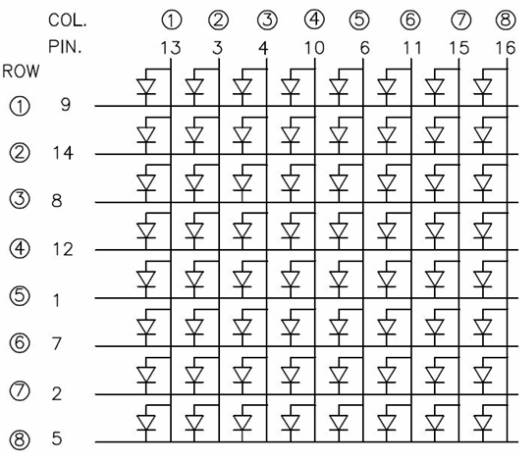 COL. ① ② ③ ④ ⑤ ⑥ ⑦ ⑧
PIN. 13 3 4 10 6 11 15 16
ROW
① 9
② 14
③ 8
④ 12
⑤ 1
⑥ 7
⑦ 2
⑧ 5